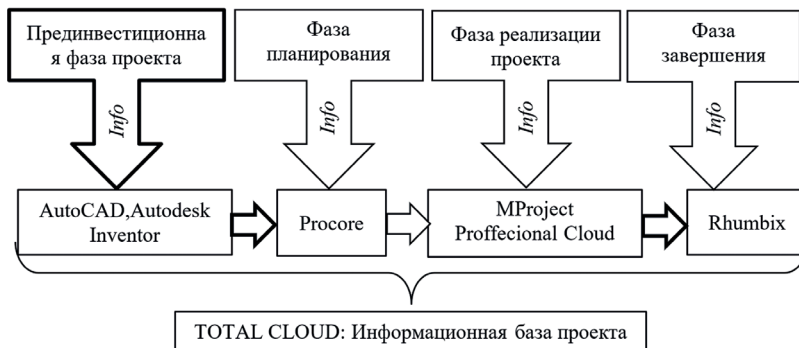 Прединвестиционна
я фаза проекта
Фаза
планирования
Фаза реализации
проекта
Фаза
завершения
Info
Info
Info
Info
AutoCAD,Autodesk
Inventor
Procore
MProject
Proffecional Cloud
Rhumbix
TOTAL CLOUD: Информационная база проекта